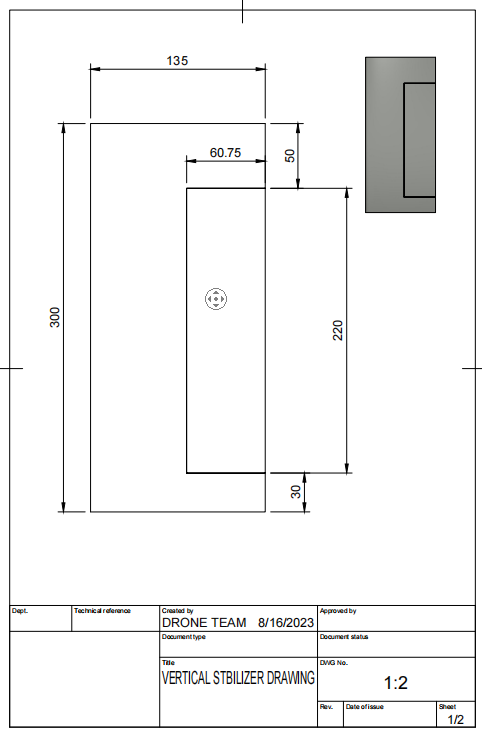 135
60.75
50
300
220
30
Dept.
Technical reference
Created by
Approved by
DRONE TEAM 8/16/2023
Document type
Document status
Title
DWG No.
VERTICAL STBILIZER DRAWING
1:2
Rev.
Date of issue
Sheet
1/2